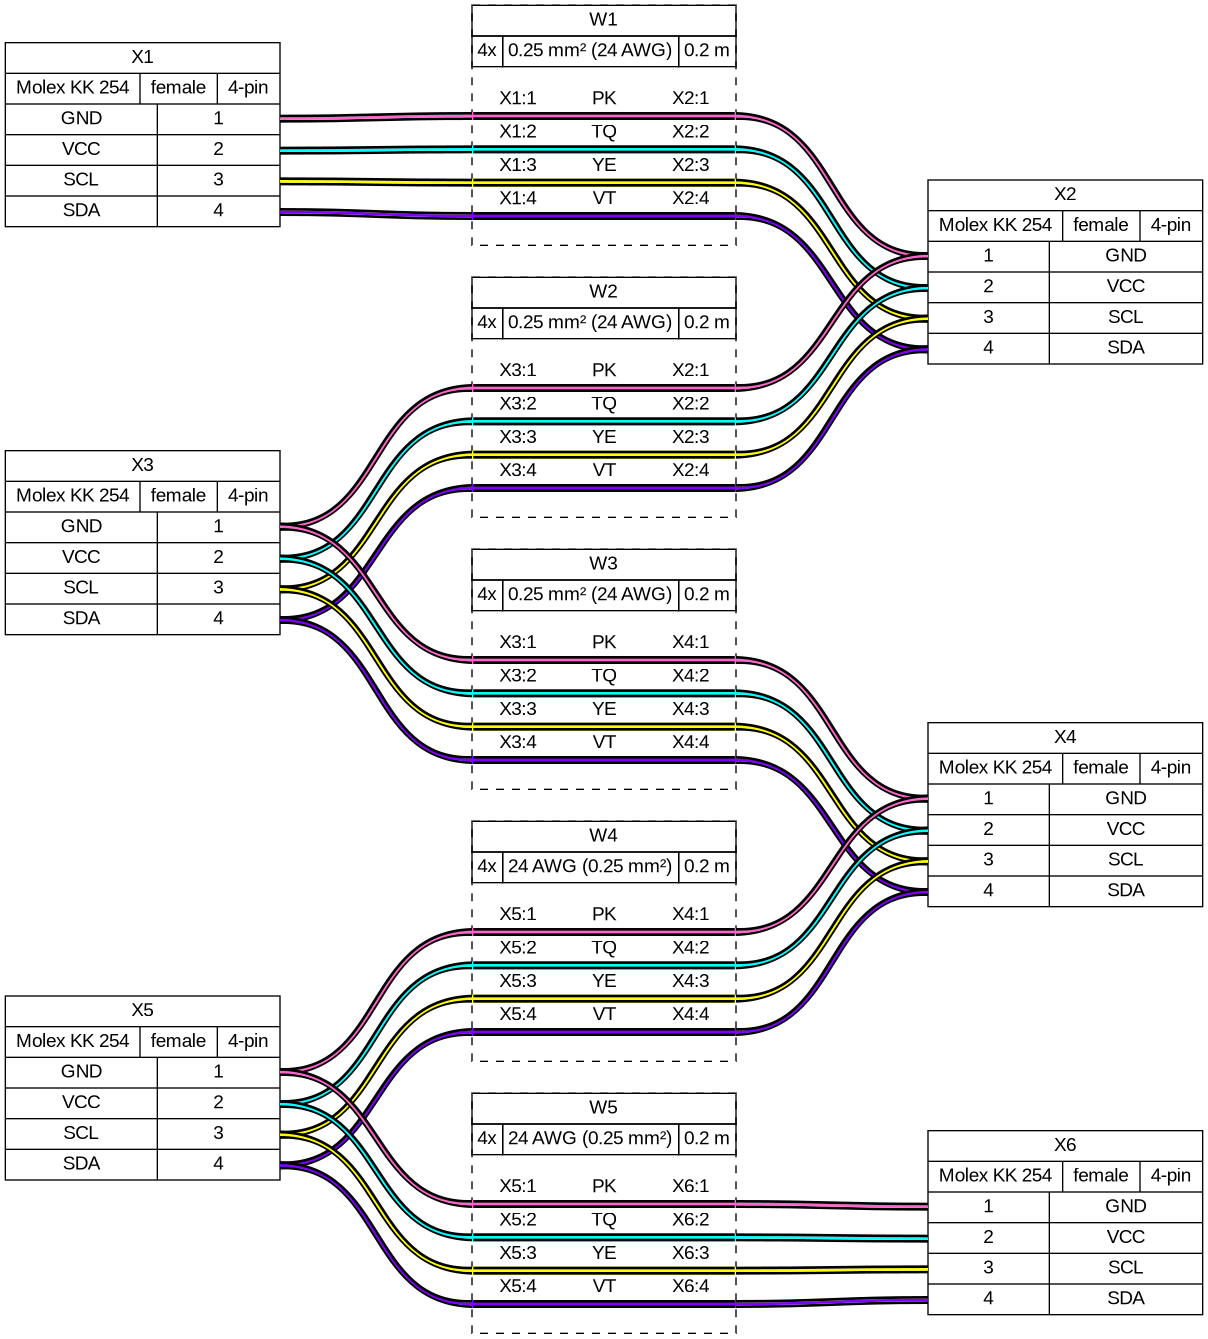 W1
4x 0.25 mm² (24 AWG) 0.2 m
X1:1 PK X2:1
X1:2 TQ X2:2
X1:3 YE X2:3
X1:4 VT X2:4
X1
Molex KK 254 female 4-pin
GND 1
VCC 2
SCL 3
SDA 4
X2
Molex KK 254 female 4-pin
1 GND
2 VCC
3 SCL
4 SDA
W2
4x 0.25 mm² (24 AWG) 0.2 m
X3:1 PK X2:1
X3:2 TQ X2:2
X3:3 YE X2:3
X3:4 VT X2:4
X3
Molex KK 254 female 4-pin
GND 1
VCC 2
SCL 3
SDA 4
W3
4x 0.25 mm² (24 AWG) 0.2 m
X3:1 PK X4:1
X3:2 TQ X4:2
X3:3 YE X4:3
X3:4 VT X4:4
X4
Molex KK 254 female 4-pin
1 GND
2 VCC
3 SCL
4 SDA
W4
4x 24 AWG (0.25 mm²) 0.2 m
X5:1 PK X4:1
X5:2 TQ X4:2
X5:3 YE X4:3
X5:4 VT X4:4
X5
Molex KK 254 female 4-pin
GND 1
VCC 2
SCL 3
SDA 4
W5
4x 24 AWG (0.25 mm²) 0.2 m
X5:1 PK X6:1
X5:2 TQ X6:2
X5:3 YE X6:3
X5:4 VT X6:4
X6
Molex KK 254 female 4-pin
1 GND
2 VCC
3 SCL
4 SDA